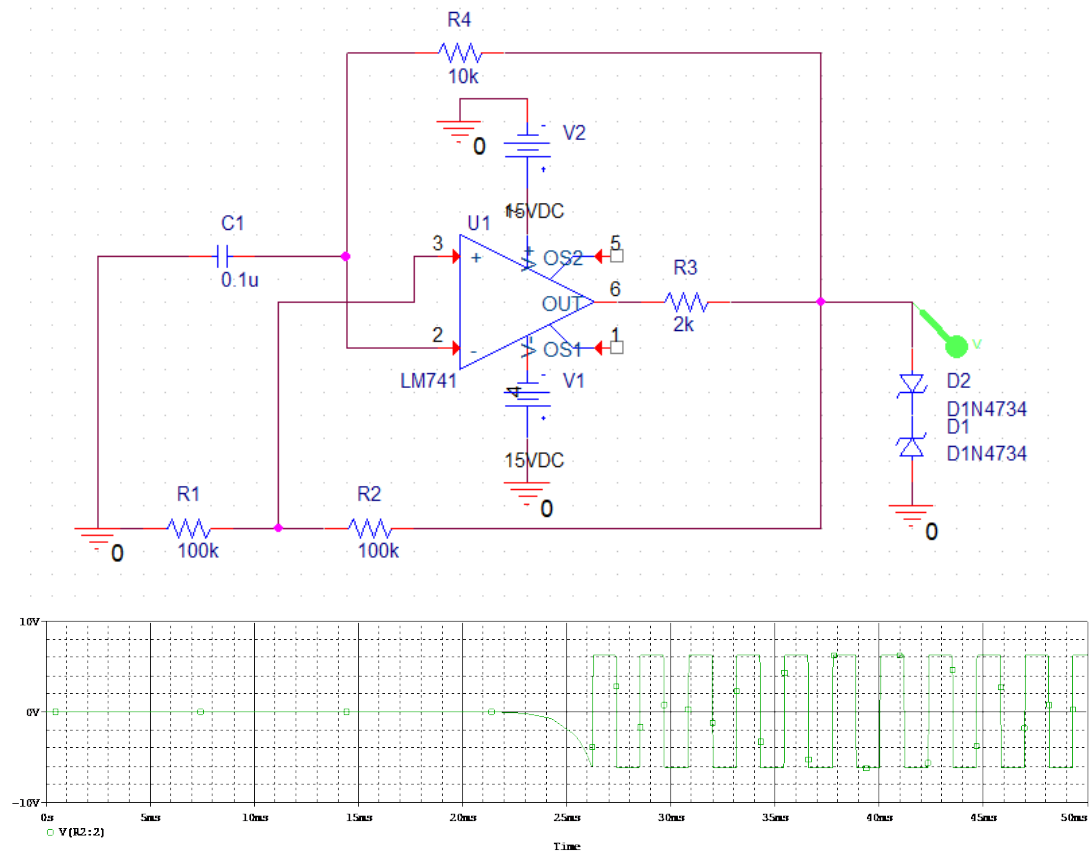 R4
10k
0
- V2
+
15VDC
C1
0.1u
U1
3
+
V+
OS2
5
R3
2k
OUT
6
2
-
V-
OS1
1
LM741
4
- V1
+
15VDC
0
V
D2
D1N4734
D1
D1N4734
0
R1
100k
R2
100k
0
10V
0V
-10V
0s
5ms
10ms
15ms
20ms
25ms
30ms
35ms
40ms
45ms
50ms
V(R2:2)
Time